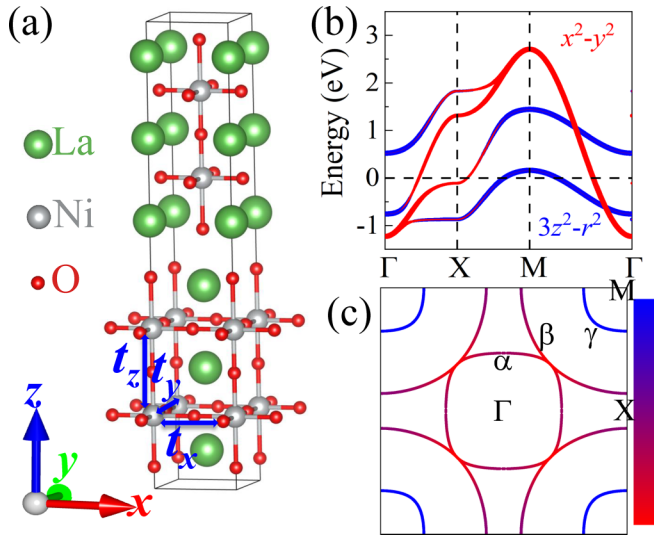 (a)
La
Ni
O
t_z
t_y
t_x
z
y
x
(b)
Energy (eV)
3
2
1
0
-1
x²-y²
3z²-r²
Γ
X
M
Γ
(c)
M
α
β
γ
Γ
X